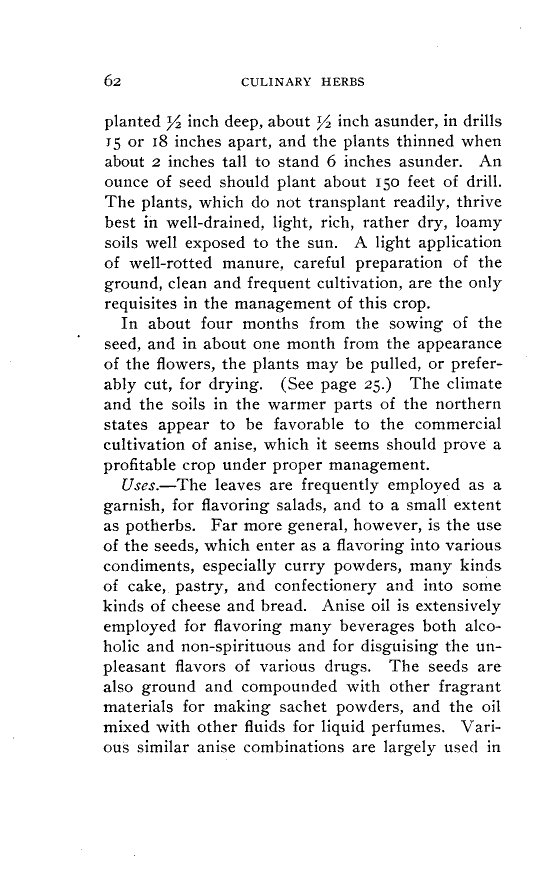 62 CULINARY HERBS
planted ½ inch deep, about ½ inch asunder, in drills
15 or 18 inches apart, and the plants thinned when
about 2 inches tall to stand 6 inches asunder. An
ounce of seed should plant about 150 feet of drill.
The plants, which do not transplant readily, thrive
best in well-drained, light, rich, rather dry, loamy
soils well exposed to the sun. A light application
of well-rotted manure, careful preparation of the
ground, clean and frequent cultivation, are the only
requisites in the management of this crop.
In about four months from the sowing of the
seed, and in about one month from the appearance
of the flowers, the plants may be pulled, or prefer-
ably cut, for drying. (See page 25.) The climate
and the soils in the warmer parts of the northern
states appear to be favorable to the commercial
cultivation of anise, which it seems should prove a
profitable crop under proper management.
Uses.—The leaves are frequently employed as a
garnish, for flavoring salads, and to a small extent
as potherbs. Far more general, however, is the use
of the seeds, which enter as a flavoring into various
condiments, especially curry powders, many kinds
of cake, pastry, and confectionery and into some
kinds of cheese and bread. Anise oil is extensively
employed for flavoring many beverages both alco-
holic and non-spirituous and for disguising the un-
pleasant flavors of various drugs. The seeds are
also ground and compounded with other fragrant
materials for making sachet powders, and the oil
mixed with other fluids for liquid perfumes. Vari-
ous similar anise combinations are largely used in